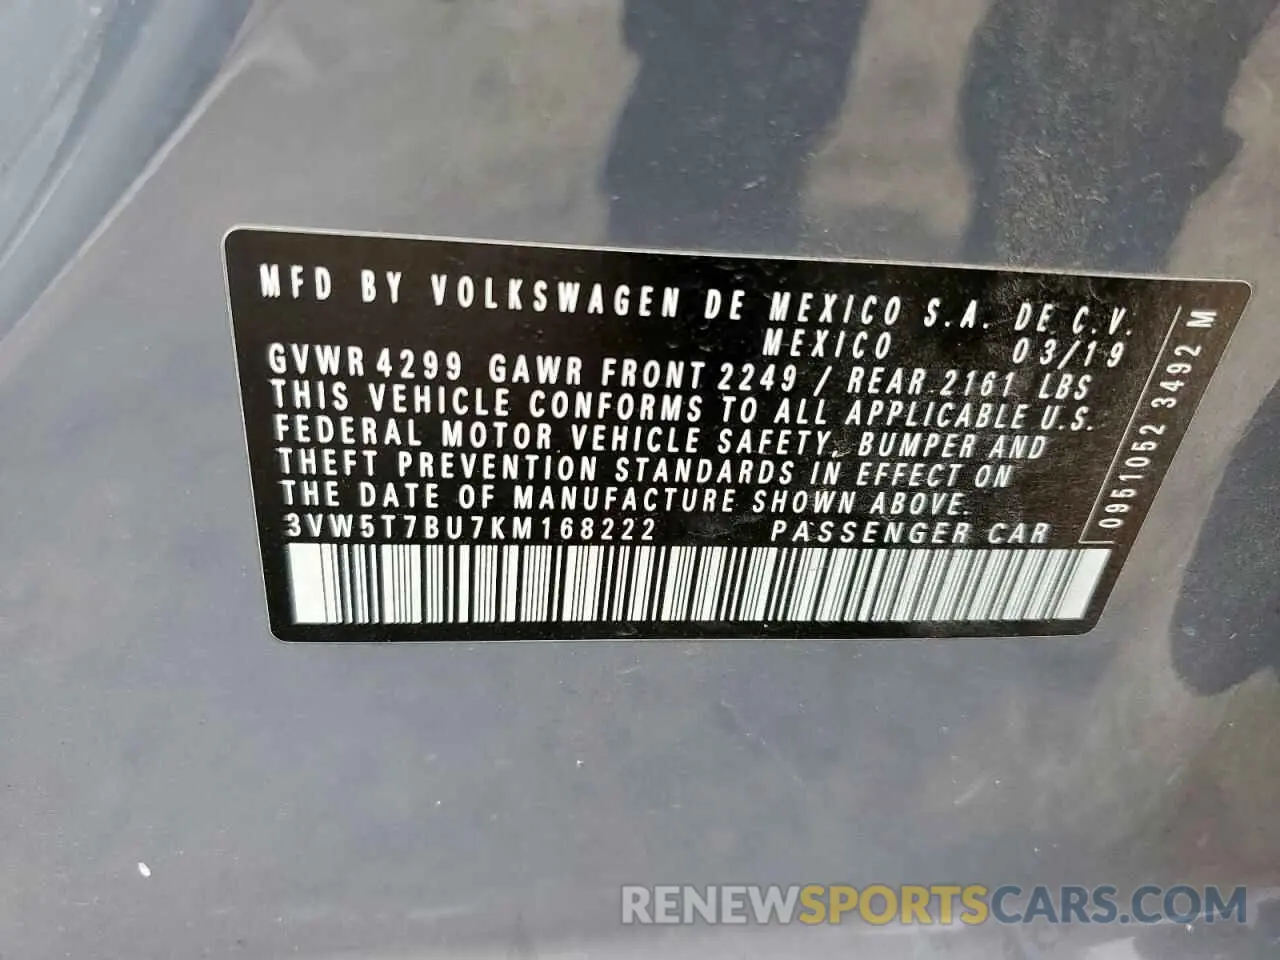 MFD BY VOLKSWAGEN DE MEXICO S.A. DE C.V.
MEXICO 03/19
GVWR 4299 GAWR FRONT 2249 / REAR 2161 LBS
THIS VEHICLE CONFORMS TO ALL APPLICABLE U.S.
FEDERAL MOTOR VEHICLE SAFETY, BUMPER AND
THEFT PREVENTION STANDARDS IN EFFECT ON
THE DATE OF MANUFACTURE SHOWN ABOVE.
3VW5T7BU7KM168222 PASSENGER CAR
0951052 3492 M
RENEWSPORTSCARS.COM